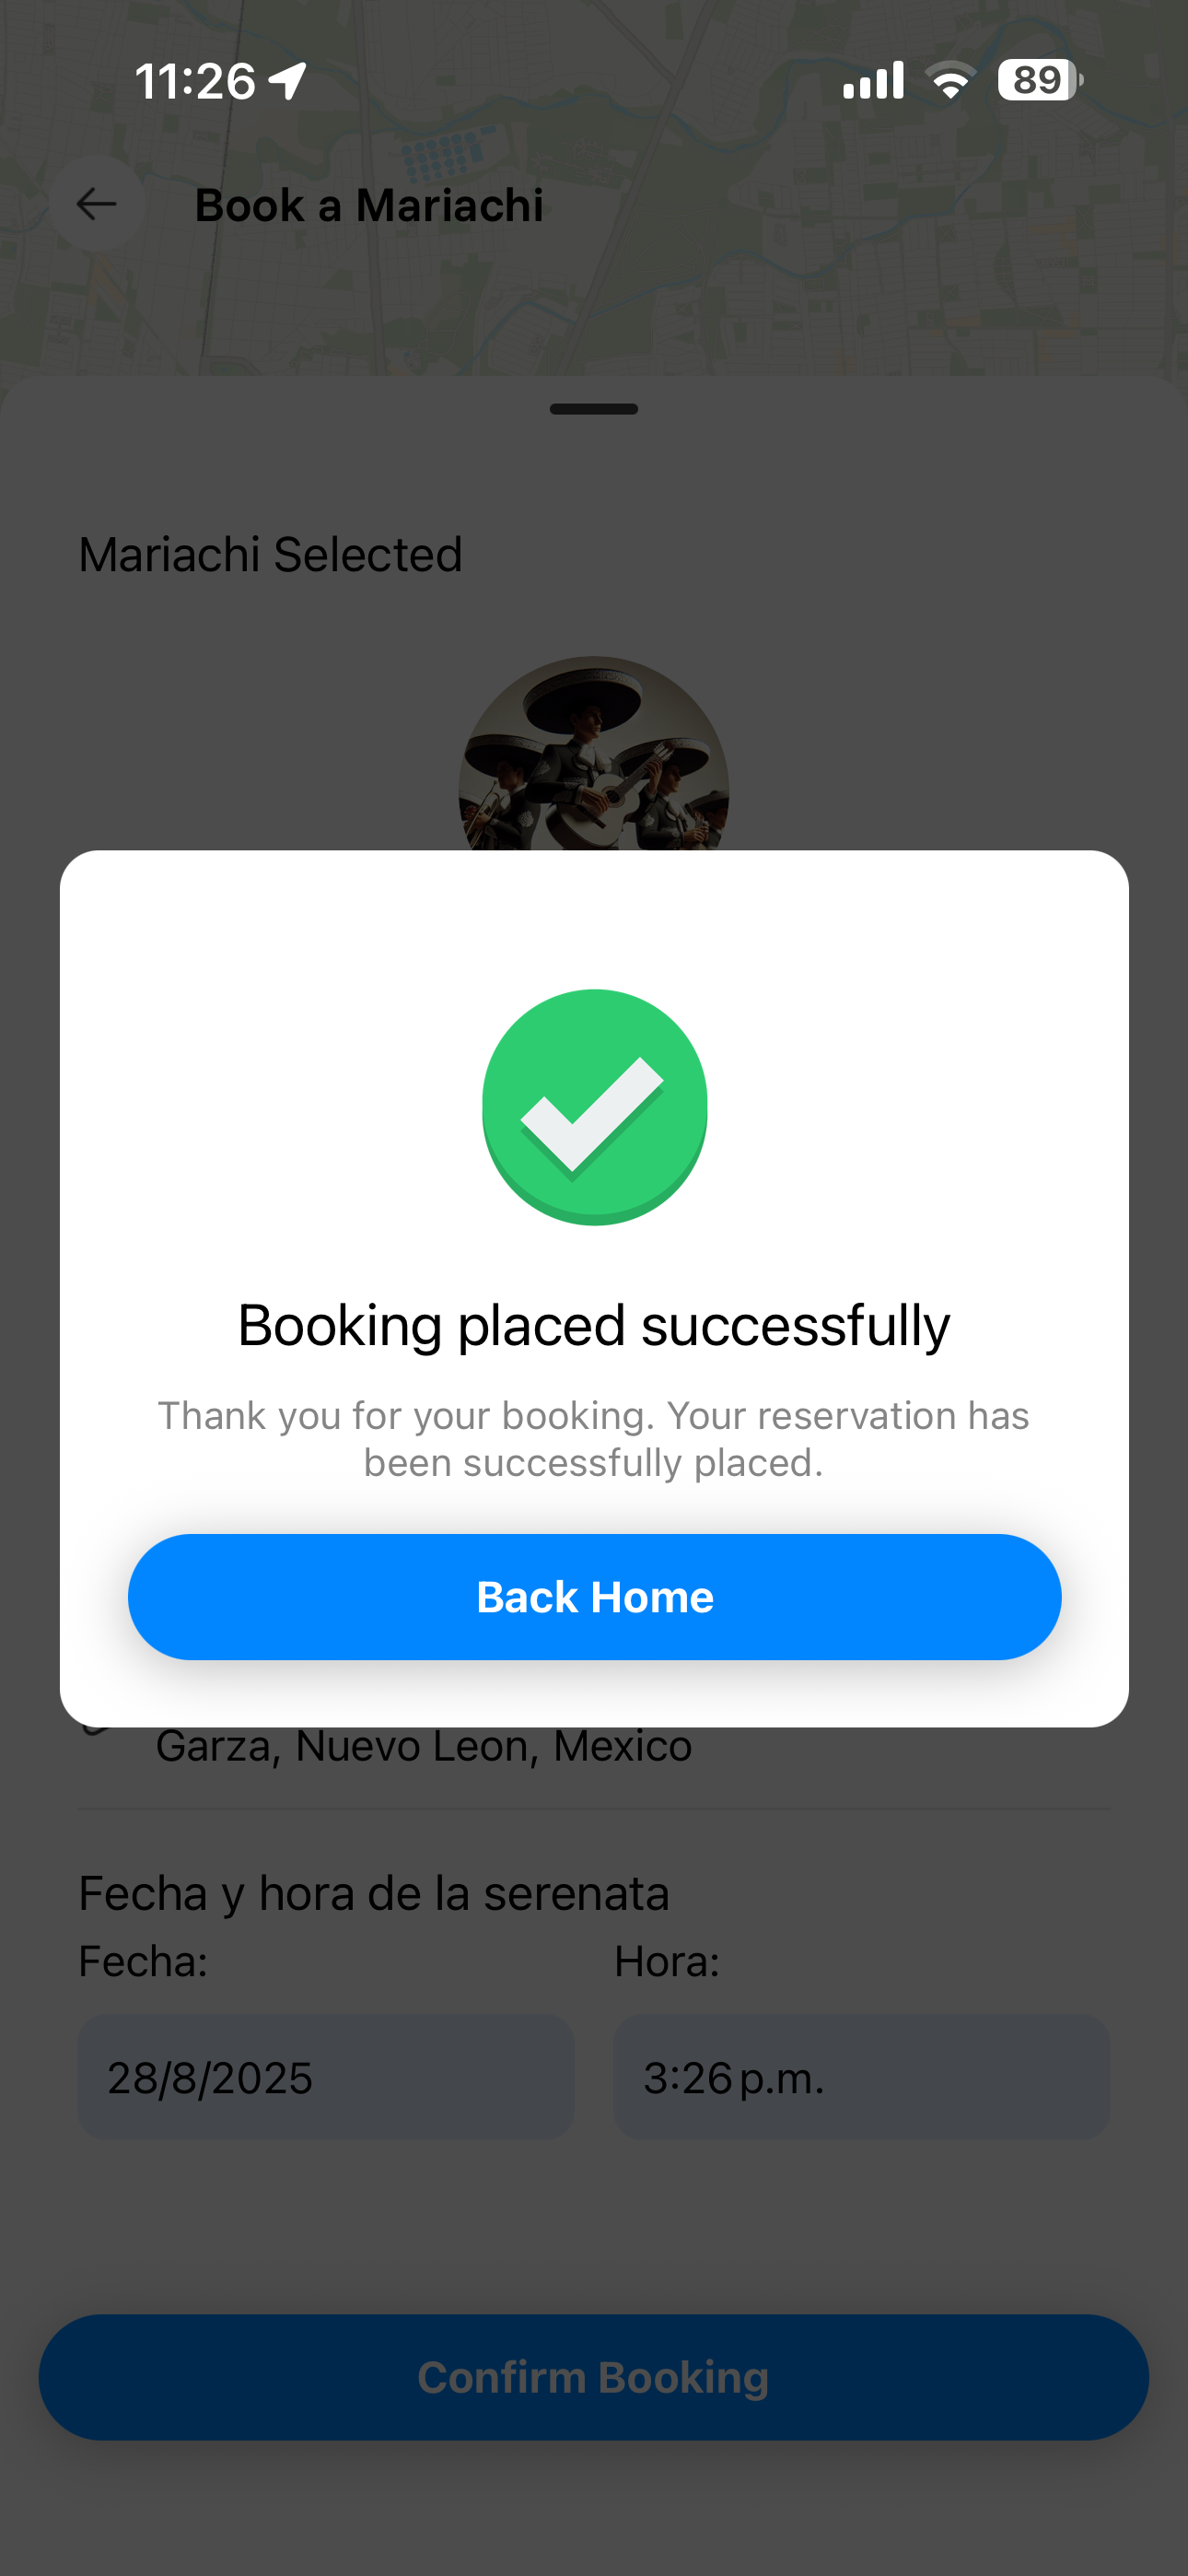 11:26
89
Book a Mariachi
Mariachi Selected
Booking placed successfully
Thank you for your booking. Your reservation has
been successfully placed.
Back Home
Garza, Nuevo Leon, Mexico
Fecha y hora de la serenata
Fecha: Hora:
28/8/2025 3:26 p.m.
Confirm Booking